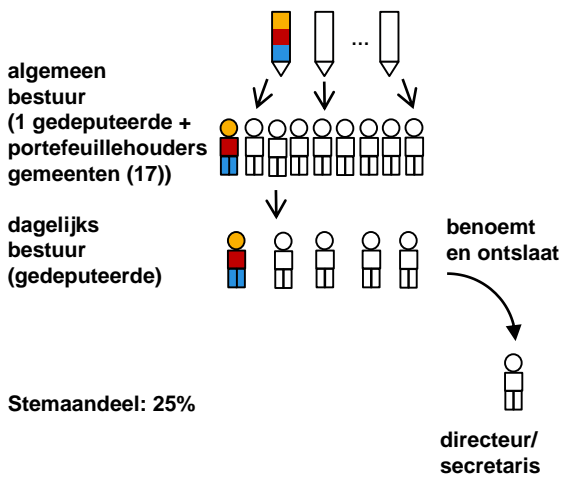 ...
algemeen
bestuur
(1 gedeputeerde +
portefeuillehouders
gemeenten (17))
dagelijks
bestuur
(gedeputeerde)
benoemt
en ontslaat
Stemaandeel: 25%
directeur/
secretaris